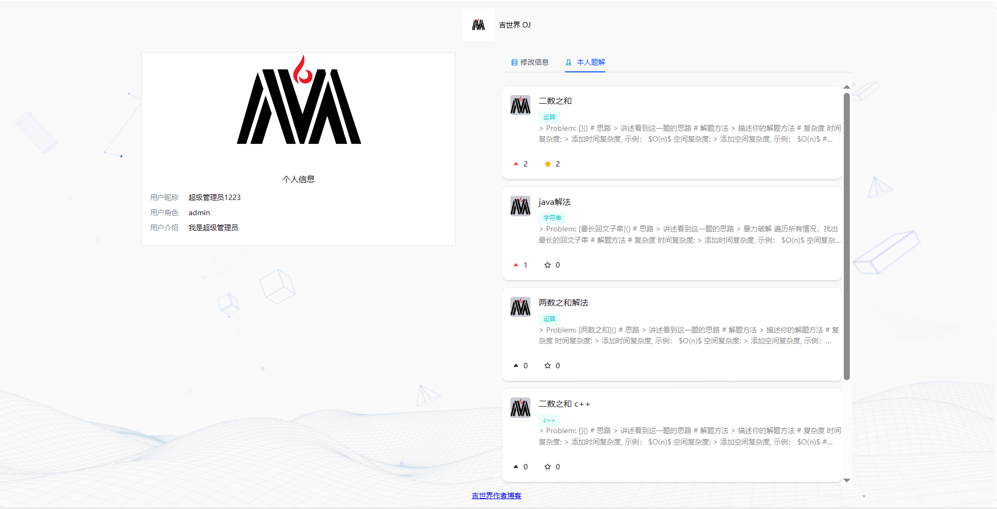 吉世界 OJ
个人信息
用户昵称 超级管理员1223
用户角色 admin
用户介绍 我是超级管理员
修改信息 本人题解
二数之和
运算
> Problem: []() # 思路 > 讲述看到这一题的思路 # 解题方法 > 描述你的解题方法 # 复杂度 时间
复杂度: > 添加时间复杂度, 示例： $O(n)$ 空间复杂度: > 添加空间复杂度, 示例： $O(n)$ #...
2 2
java解法
字符串
> Problem: [最长回文子串]() # 思路 > 讲述看到这一题的思路 > 暴力破解 遍历所有情况，找出
最长的回文子串 # 解题方法 # 复杂度 时间复杂度: > 添加时间复杂度, 示例： $O(n)$ 空间复杂...
1 0
两数之和解法
运算
> Problem: [两数之和]() # 思路 > 讲述看到这一题的思路 # 解题方法 > 描述你的解题方法 # 复
杂度 时间复杂度: > 添加时间复杂度, 示例： $O(n)$ 空间复杂度: > 添加空间复杂度, 示例： ...
0 0
二数之和 c++
c++
> Problem: []() # 思路 > 讲述看到这一题的思路 # 解题方法 > 描述你的解题方法 # 复杂度 时间
复杂度: > 添加时间复杂度, 示例： $O(n)$ 空间复杂度: > 添加空间复杂度, 示例： $O(n)$ #...
0 0
吉世界作者博客